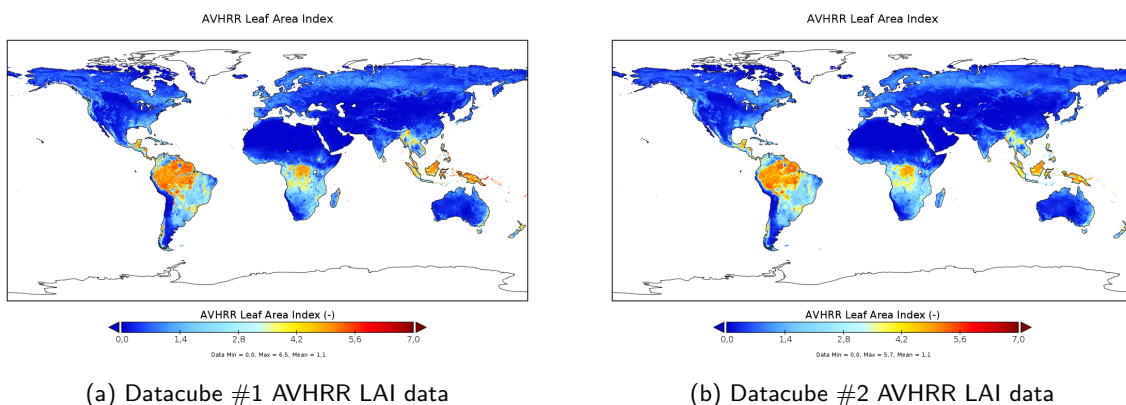 AVHRR Leaf Area Index
AVHRR Leaf Area Index (-)
0,0 1,4 2,8 4,2 5,6 7,0
Data Min = 0,0, Max = 6,5, Mean = 1,1
(a) Datacube #1 AVHRR LAI data
AVHRR Leaf Area Index
AVHRR Leaf Area Index (-)
0,0 1,4 2,8 4,2 5,6 7,0
Data Min = 0,0, Max = 5,7, Mean = 1,1
(b) Datacube #2 AVHRR LAI data